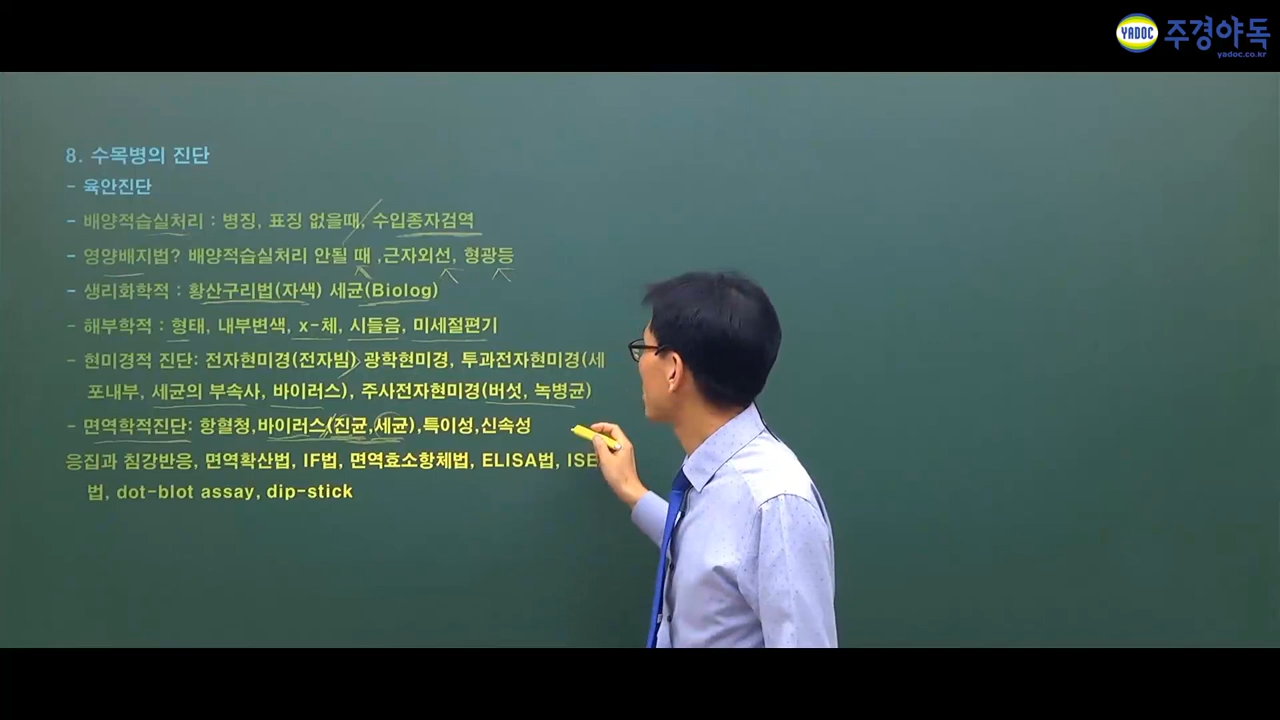 YADOC 주경야독
yadoc.co.kr
8. 수목병의 진단
- 육안진단
- 배양적습실처리 : 병징, 표징 없을때, 수입종자검역
- 영양배지법? 배양적습실처리 안될 때 ,근자외선, 형광등
- 생리화학적 : 황산구리법(자색) 세균(Biolog)
- 해부학적 : 형태, 내부변색, x-체, 시들음, 미세절편기
- 현미경적 진단: 전자현미경(전자빔) 광학현미경, 투과전자현미경(세
포내부, 세균의 부속사, 바이러스), 주사전자현미경(버섯, 녹병균)
- 면역학적진단: 항혈청,바이러스(진균,세균),특이성,신속성
응집과 침강반응, 면역확산법, IF법, 면역효소항체법, ELISA법,
법, dot-blot assay, dip-stick